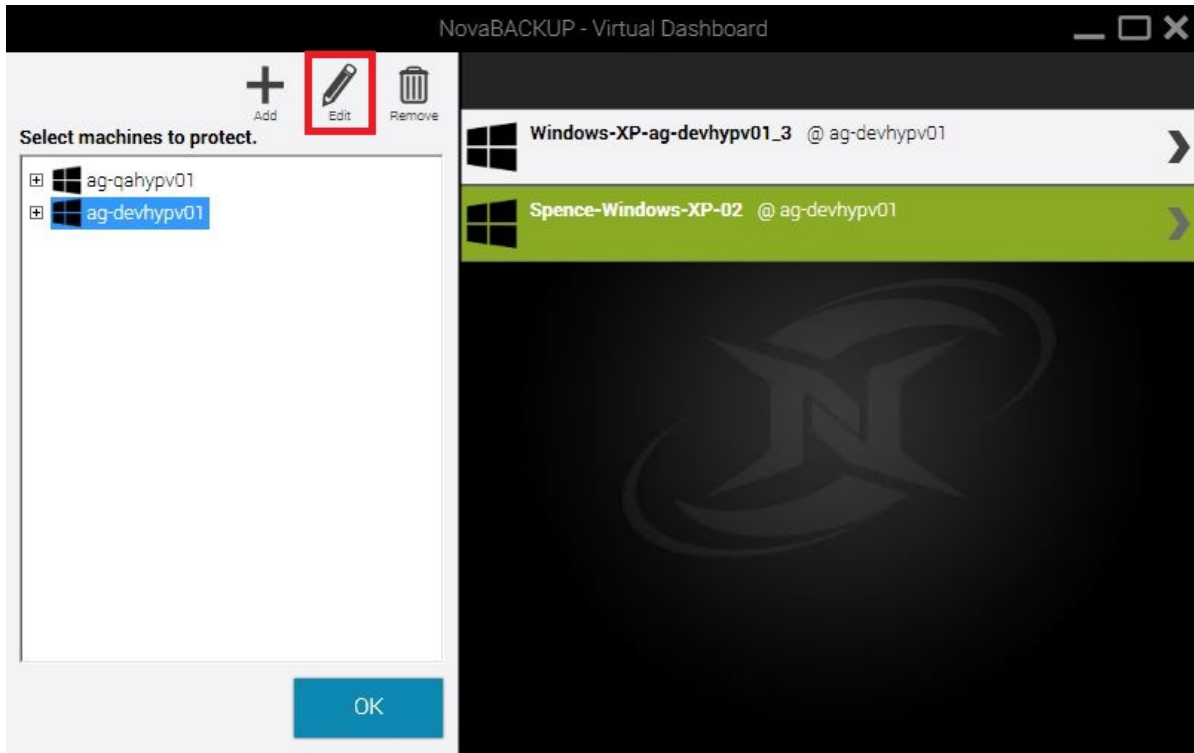 NovaBACKUP - Virtual Dashboard
Add
Edit
Remove
Select machines to protect.
ag-qahypv01
ag-devhypv01
OK
Windows-XP-ag-devhypv01_3 @ ag-devhypv01
Spence-Windows-XP-02 @ ag-devhypv01